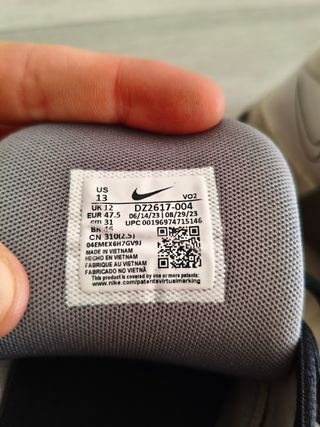 US
13
VO2
UK 12 DZ2617-004
EUR 47.5 06/14/23 | 08/29/23
cm 31 UPC 00196974715146
BR
CN 310(2.5)
04EMEX6H7GV9J
MADE IN VIETNAM
HECHO EN VIETNAM
FABRIQUE AU VIETNAM
FABRICADO NO VIETNÃ
This product is covered by one or more patents:
www.nike.com/patentsvirtualmarking